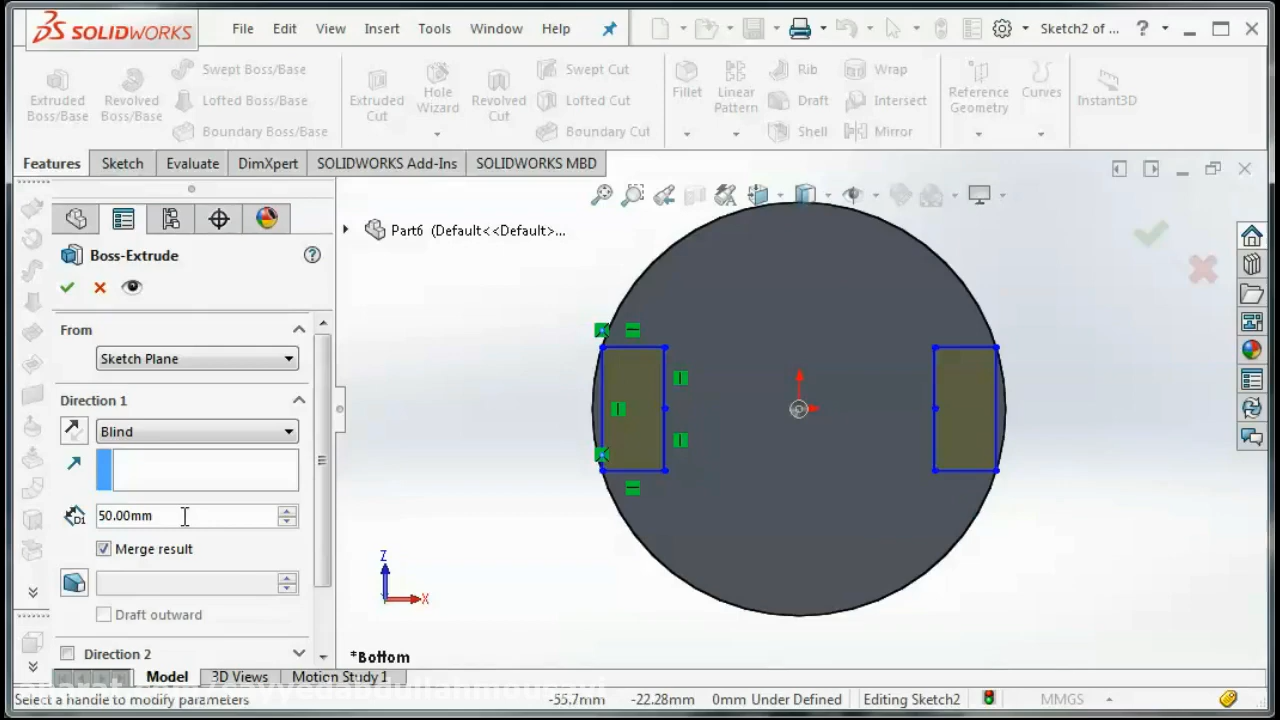 SOLIDWORKS File Edit View Insert Tools Window Help Sketch2 of ... ?
Extruded Boss/Base
Revolved Boss/Base
Swept Boss/Base
Lofted Boss/Base
Boundary Boss/Base
Extruded Cut
Hole Wizard
Revolved Cut
Swept Cut
Lofted Cut
Boundary Cut
Fillet
Linear Pattern
Rib
Draft
Shell
Wrap
Intersect
Mirror
Reference Geometry
Curves
Instant3D
Features Sketch Evaluate DimXpert SOLIDWORKS Add-Ins SOLIDWORKS MBD
Part6 (Default<<Default>...
Boss-Extrude ?
From
Sketch Plane
Direction 1
Blind
D1 50.00mm
Merge result
Draft outward
Direction 2
Z
X
*Bottom
Model 3D Views Motion Study 1
Select a handle to modify parameters -55.7mm -22.28mm 0mm Under Defined Editing Sketch2 MMGS